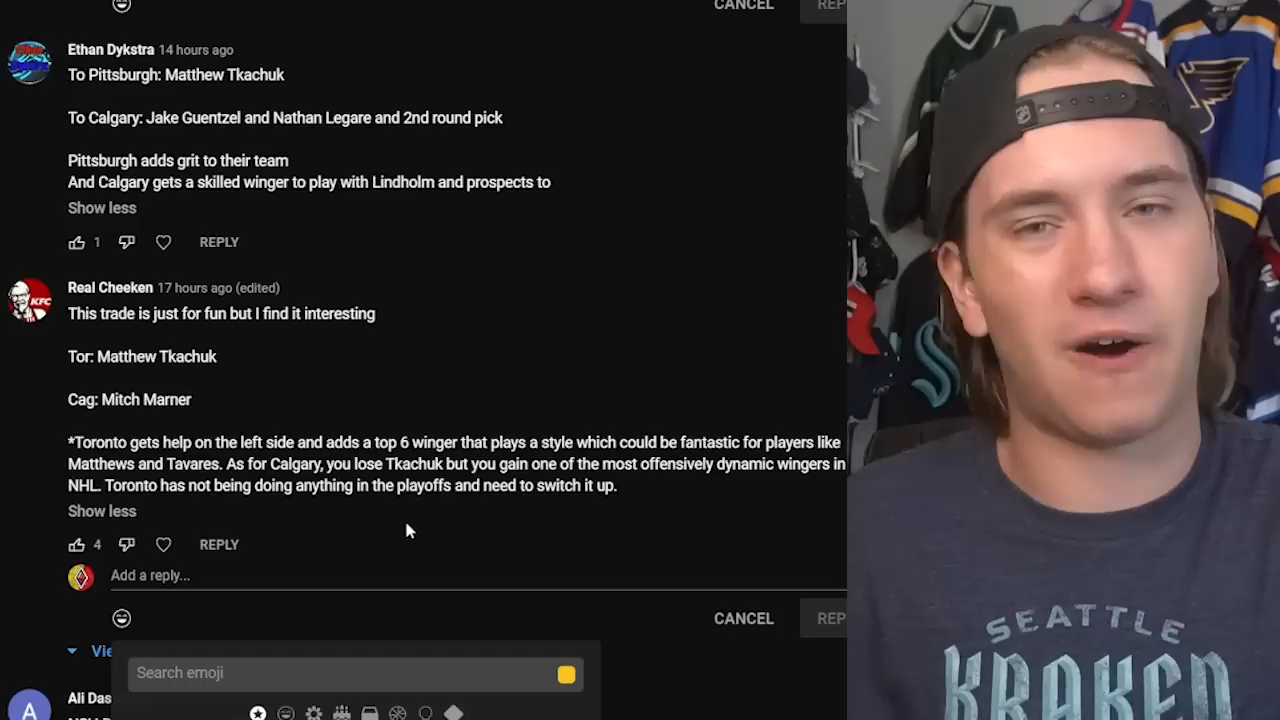 CANCEL
REP
Ethan Dykstra 14 hours ago
To Pittsburgh: Matthew Tkachuk
To Calgary: Jake Guentzel and Nathan Legare and 2nd round pick
Pittsburgh adds grit to their team
And Calgary gets a skilled winger to play with Lindholm and prospects to
Show less
1
REPLY
KFC
Real Cheeken 17 hours ago (edited)
This trade is just for fun but I find it interesting
Tor: Matthew Tkachuk
Cag: Mitch Marner
*Toronto gets help on the left side and adds a top 6 winger that plays a style which could be fantastic for players like
Matthews and Tavares. As for Calgary, you lose Tkachuk but you gain one of the most offensively dynamic wingers in
NHL. Toronto has not being doing anything in the playoffs and need to switch it up.
Show less
4
REPLY
Add a reply...
CANCEL
REP
Vie
Search emoji
A
Ali Das
SEATTLE
KRAKEN